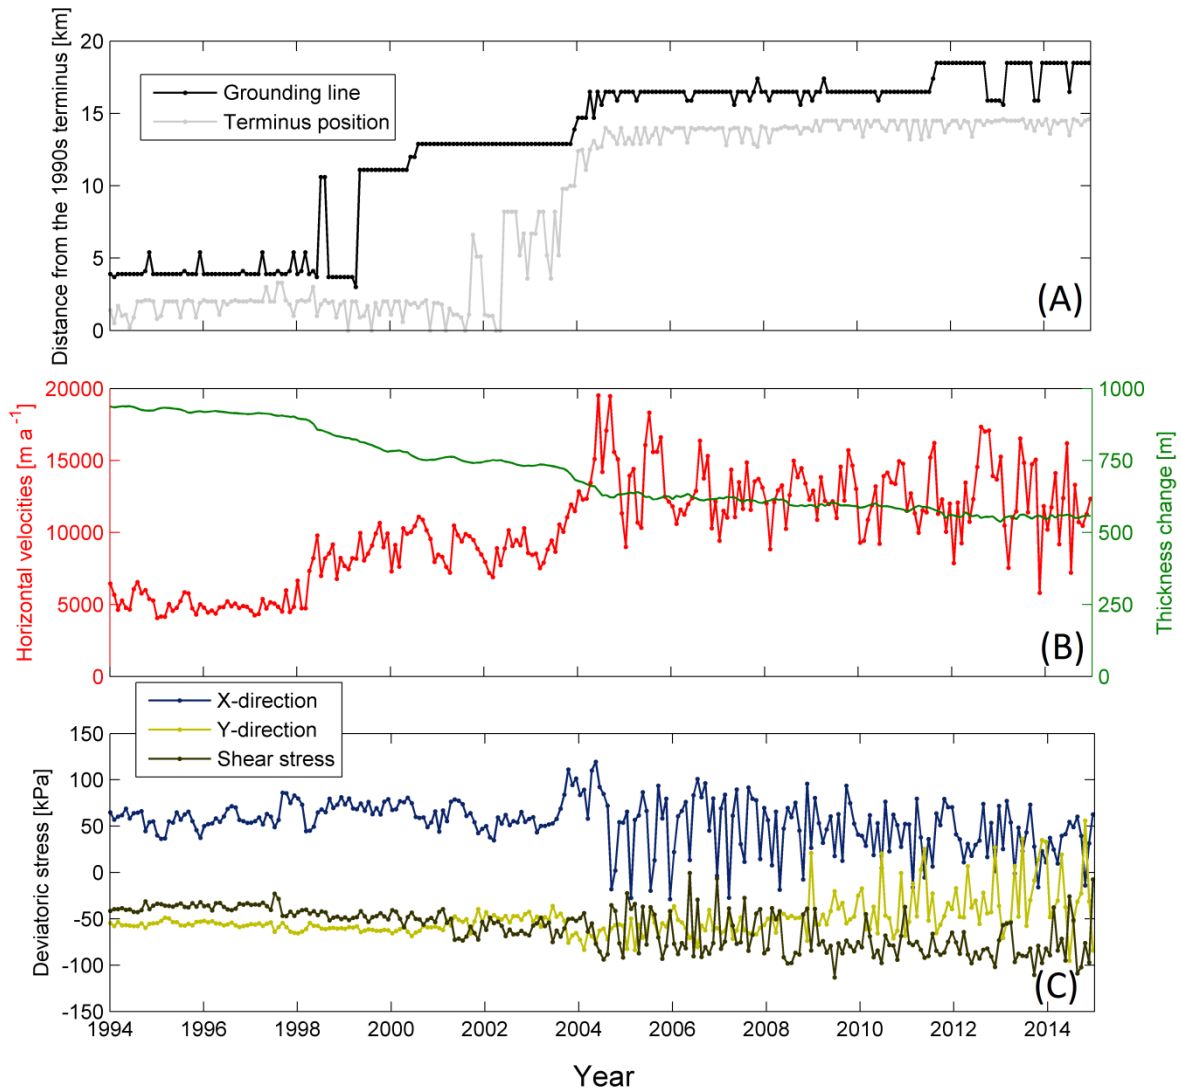 Distance from the 1990s terminus [km]
20
15
10
5
0
Grounding line
Terminus position
(A)
Horizontal velocities [m a⁻¹]
20000
15000
10000
5000
0
1000
750
500
250
0
Thickness change [m]
(B)
X-direction
Y-direction
Shear stress
Deviatoric stress [kPa]
150
100
50
0
-50
-100
-150
(C)
1994 1996 1998 2000 2002 2004 2006 2008 2010 2012 2014
Year